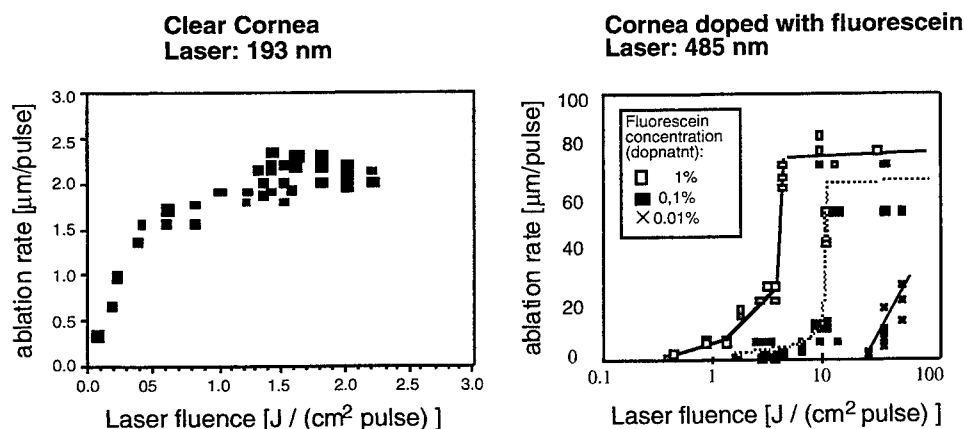 Clear Cornea
Laser: 193 nm
ablation rate [µm/pulse]
3.0
2.5
2.0
1.5
1.0
0.5
0.0
0.0
05
1.0
1.5
2.0
2.5
3.0
Laser fluence [J / (cm² pulse) ]
Cornea doped with fluorescein
Laser: 485 nm
ablation rate [µm/pulse]
100
80
60
40
20
0
Fluorescein
concentration
(dopnatnt):
1%
0,1%
0.01%
0.1
1
10
100
Laser fluence [J / (cm² pulse) ]